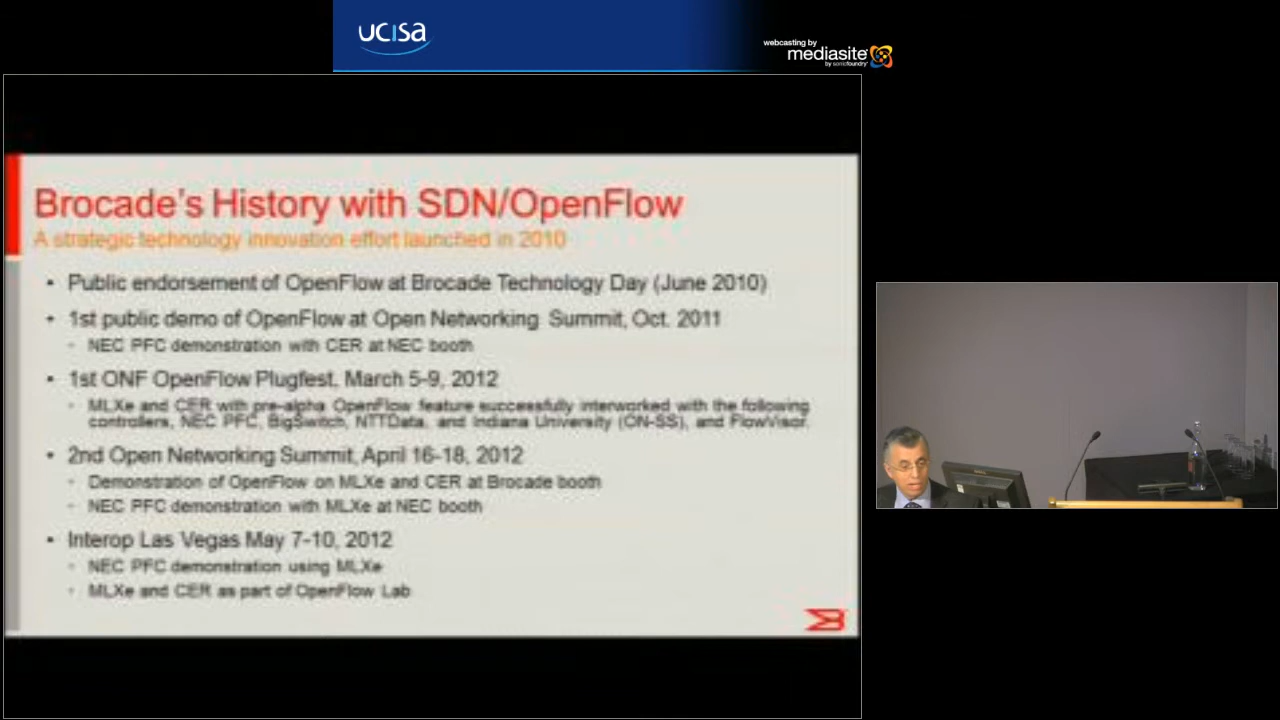 ucisa
webcasting by
mediasite
by sonicfoundry
Brocade's History with SDN/OpenFlow
A strategic technology innovation effort launched in 2010
• Public endorsement of OpenFlow at Brocade Technology Day (June 2010)
• 1st public demo of OpenFlow at Open Networking Summit, Oct. 2011
◦ NEC PFC demonstration with CER at NEC booth
• 1st ONF OpenFlow Plugfest, March 5-9, 2012
◦ MLXe and CER with pre-alpha OpenFlow feature successfully interworked with the following
controllers, NEC PFC, BigSwitch, NTTData, and Indiana University (ON-SS), and FlowVisor.
• 2nd Open Networking Summit, April 16-18, 2012
◦ Demonstration of OpenFlow on MLXe and CER at Brocade booth
◦ NEC PFC demonstration with MLXe at NEC booth
• Interop Las Vegas May 7-10, 2012
◦ NEC PFC demonstration using MLXe
◦ MLXe and CER as part of OpenFlow Lab